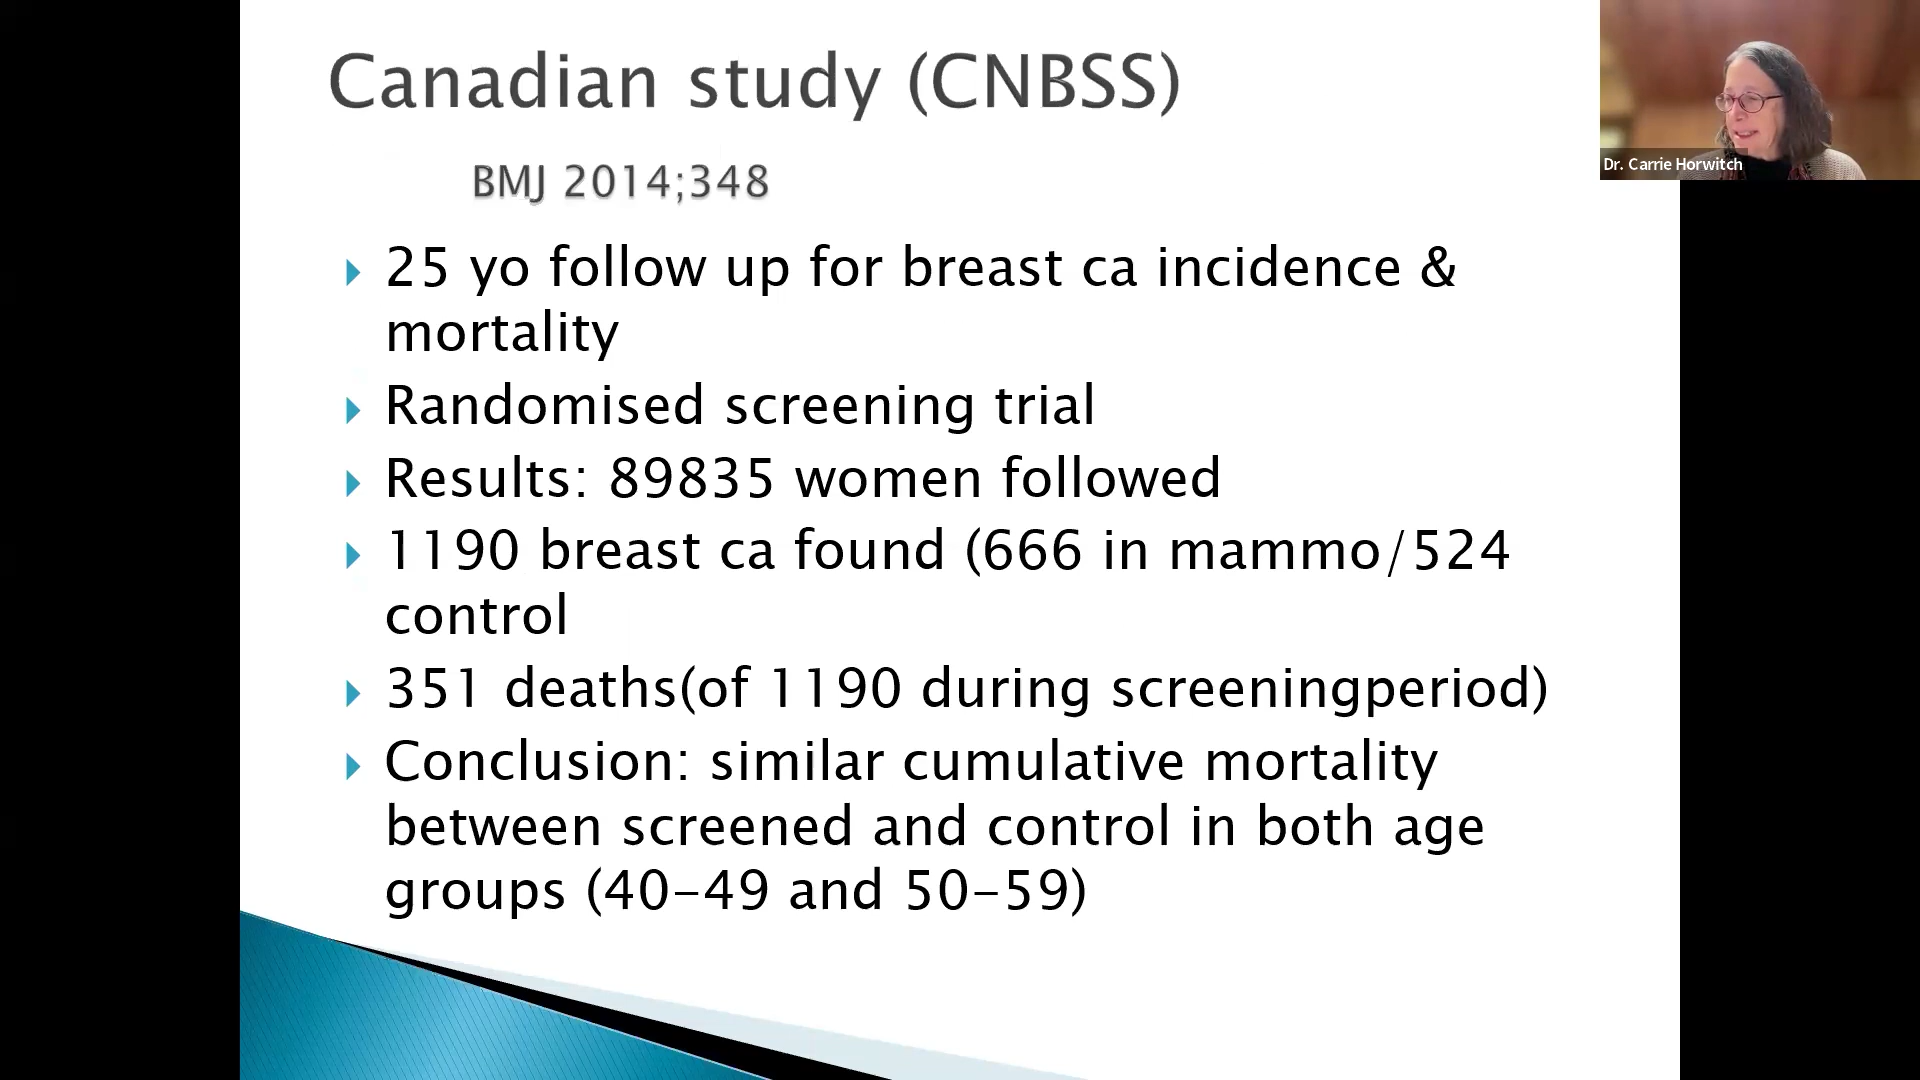 Canadian study (CNBSS)
BMJ 2014;348
25 yo follow up for breast ca incidence &
mortality
Randomised screening trial
Results: 89835 women followed
1190 breast ca found (666 in mammo/524
control
351 deaths(of 1190 during screeningperiod)
Conclusion: similar cumulative mortality
between screened and control in both age
groups (40-49 and 50-59)
Dr. Carrie Horwitch